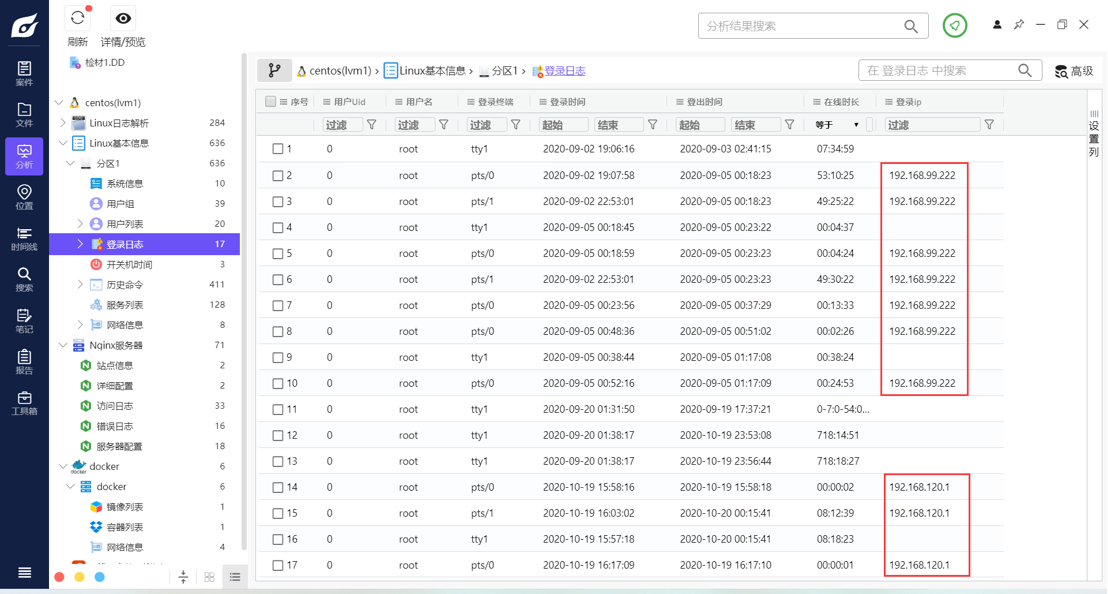 刷新 详情/预览
分析结果搜索
案件
文件
分析
位置
时间线
搜索
笔记
报告
工具箱
检材1.DD
centos(lvm1)
Linux日志解析 284
Linux基本信息 636
分区1 636
系统信息 10
用户组 39
用户列表 20
登录日志 17
开关机时间 3
历史命令 411
服务列表 128
网络信息 8
Nginx服务器 71
站点信息 2
详细配置 2
访问日志 33
错误日志 16
服务器配置 18
docker 6
docker 6
镜像列表 1
容器列表 1
网络信息 4
centos(lvm1) › Linux基本信息 › 分区1 › 登录日志
在 登录日志 中搜索 高级
序号 用户Uid 用户名 登录终端 登录时间 登出时间 在线时长 登录ip
过滤 过滤 过滤 起始 结束 起始 结束 等于 过滤
1 0 root tty1 2020-09-02 19:06:16 2020-09-03 02:41:15 07:34:59
2 0 root pts/0 2020-09-02 19:07:58 2020-09-05 00:18:23 53:10:25 192.168.99.222
3 0 root pts/1 2020-09-02 22:53:01 2020-09-05 00:18:23 49:25:22 192.168.99.222
4 0 root tty1 2020-09-05 00:18:45 2020-09-05 00:23:22 00:04:37
5 0 root pts/0 2020-09-05 00:18:59 2020-09-05 00:23:23 00:04:24 192.168.99.222
6 0 root pts/1 2020-09-02 22:53:01 2020-09-05 00:23:23 49:30:22 192.168.99.222
7 0 root pts/0 2020-09-05 00:23:56 2020-09-05 00:37:29 00:13:33 192.168.99.222
8 0 root pts/0 2020-09-05 00:48:36 2020-09-05 00:51:02 00:02:26 192.168.99.222
9 0 root tty1 2020-09-05 00:38:44 2020-09-05 01:17:08 00:38:24
10 0 root pts/0 2020-09-05 00:52:16 2020-09-05 01:17:09 00:24:53 192.168.99.222
11 0 root tty1 2020-09-20 01:31:50 2020-09-19 17:37:21 0-7:0-54:0...
12 0 root tty1 2020-09-20 01:38:17 2020-10-19 23:53:08 718:14:51
13 0 root tty1 2020-09-20 01:38:17 2020-10-19 23:56:44 718:18:27
14 0 root pts/0 2020-10-19 15:58:16 2020-10-19 15:58:18 00:00:02 192.168.120.1
15 0 root pts/1 2020-10-19 16:03:02 2020-10-20 00:15:41 08:12:39 192.168.120.1
16 0 root tty1 2020-10-19 15:57:18 2020-10-20 00:15:41 08:18:23
17 0 root pts/0 2020-10-19 16:17:09 2020-10-19 16:17:10 00:00:01 192.168.120.1
设置列